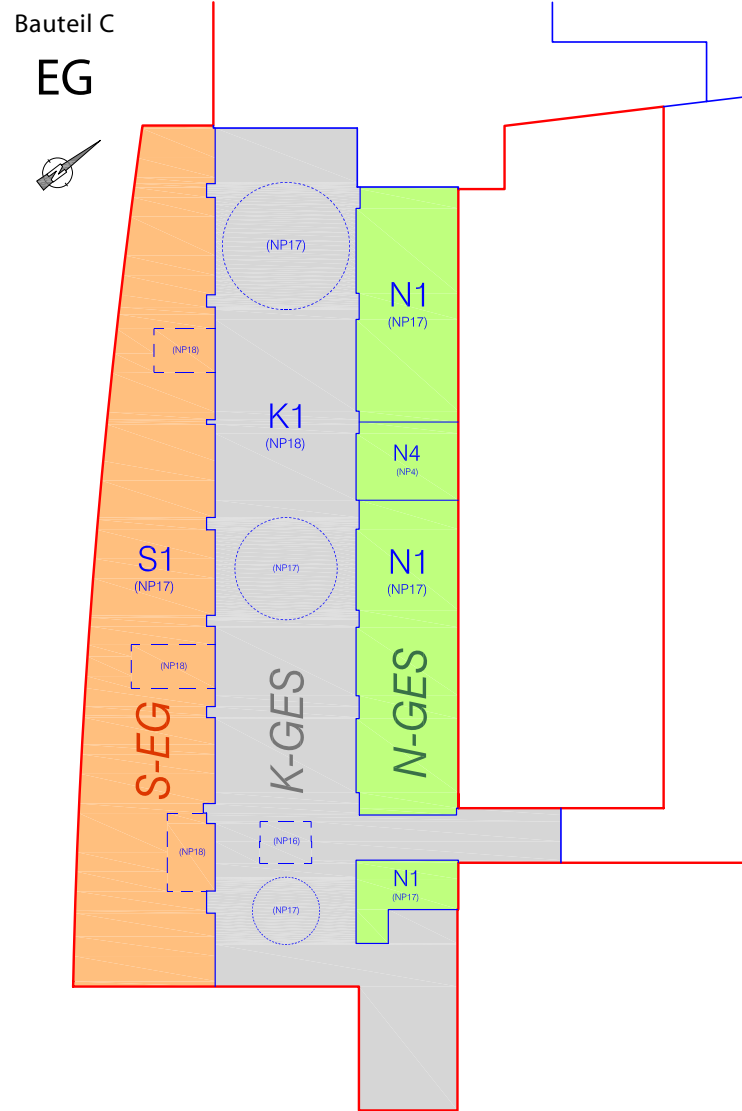 Bauteil C
EG
(NP17)
N1
(NP17)
(NP18)
K1
(NP18)
N4
(NP4)
S1
(NP17)
(NP17)
N1
(NP17)
(NP18)
S-EG
K-GES
N-GES
(NP18)
(NP16)
N1
(NP17)
(NP17)